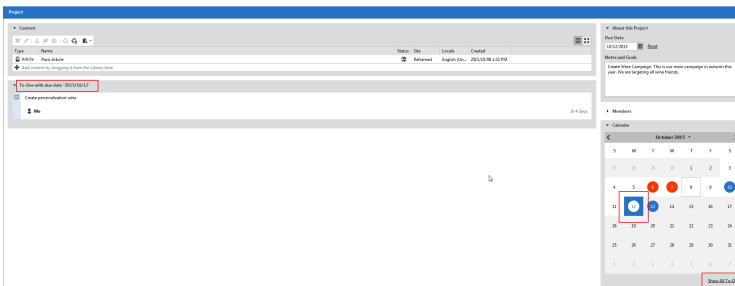 Project
Content
Type Name Status Site Locale Created
Article Paris Article Reframed English (Un... 2015/10/08 1:32 PM
Add content by dragging it from the Library here.
To-Dos with due date '2015/10/12'
Create personalization rules
Me
In 4 days
About this Project
Due Date
10/12/2015 Reset
Notes and Goals
Create Wine Campaign. This is our main campaign in autumn this
year. We are targeting all wine friends.
Members
Calendar
October 2015
S M T W T F S
27 28 29 30 1 2 3
4 5 6 7 8 9 10
11 12 13 14 15 16 17
18 19 20 21 22 23 24
25 26 27 28 29 30 31
1 2 3 4 5 6 7
Show All To-D